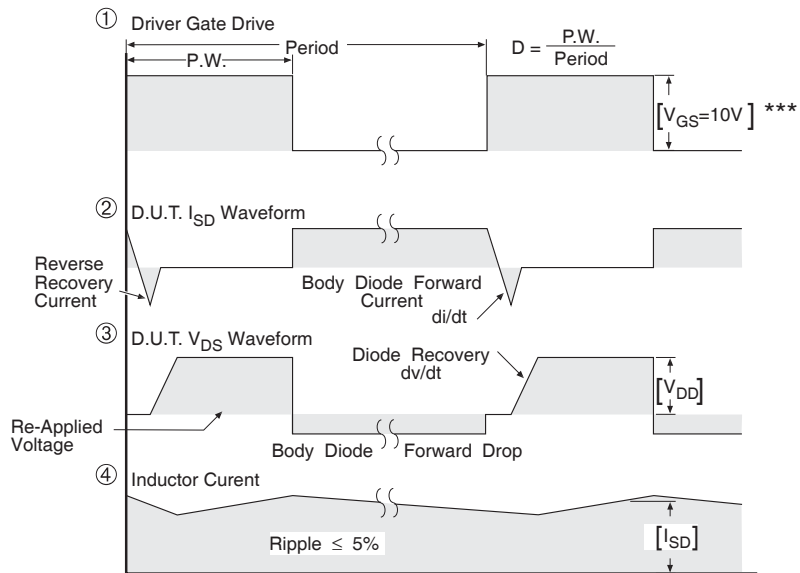 ① Driver Gate Drive
Period
P.W.
D = P.W. / Period
[VGS=10V] ***
② D.U.T. ISD Waveform
Reverse
Recovery
Current
Body Diode Forward
Current
di/dt
③ D.U.T. VDS Waveform
Diode Recovery
dv/dt
[VDD]
Re-Applied
Voltage
Body Diode Forward Drop
④ Inductor Curent
Ripple ≤ 5%
[ISD]